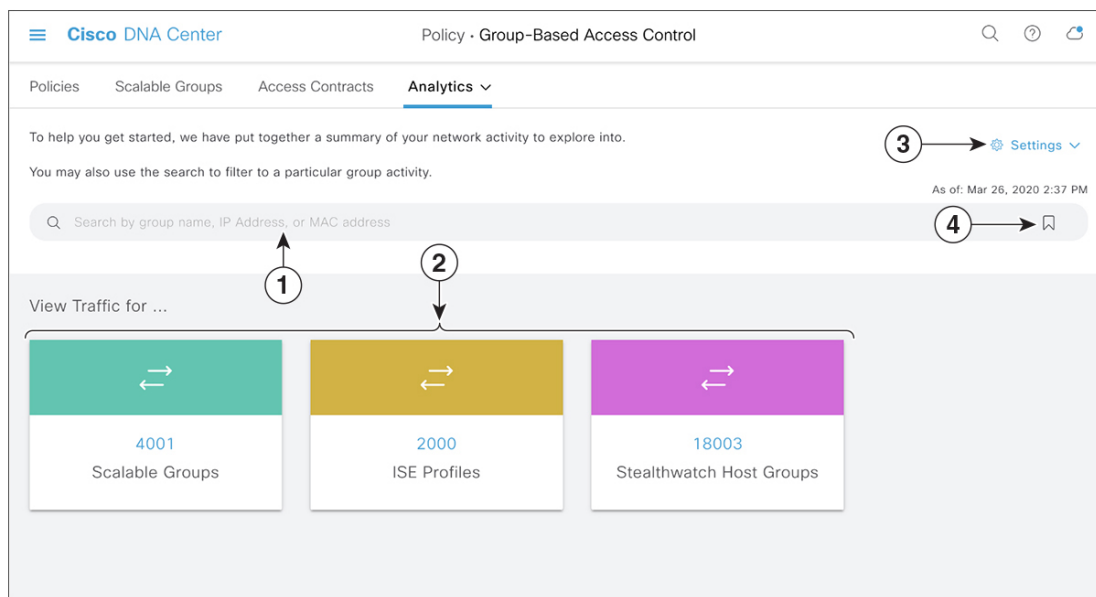 Cisco DNA Center
Policy · Group-Based Access Control
Policies
Scalable Groups
Access Contracts
Analytics
To help you get started, we have put together a summary of your network activity to explore into.
3
Settings
You may also use the search to filter to a particular group activity.
As of: Mar 26, 2020 2:37 PM
Search by group name, IP Address, or MAC address
4
1
2
View Traffic for ...
4001
Scalable Groups
2000
ISE Profiles
18003
Stealthwatch Host Groups